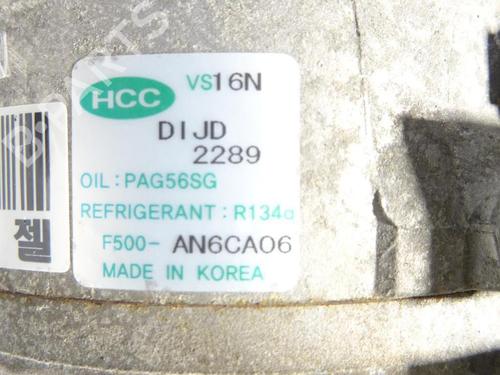 HCC VS16N
DIJD
2289
OIL : PAG56SG
REFRIGERANT : R134a
F500- AN6CA06
MADE IN KOREA
젤